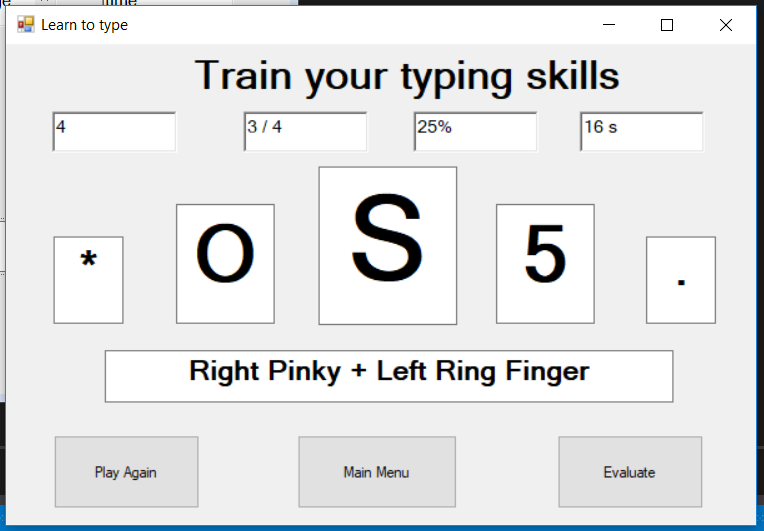 Learn to type
Train your typing skills
4 3 / 4 25% 16 s
* O S 5 .
Right Pinky + Left Ring Finger
Play Again Main Menu Evaluate